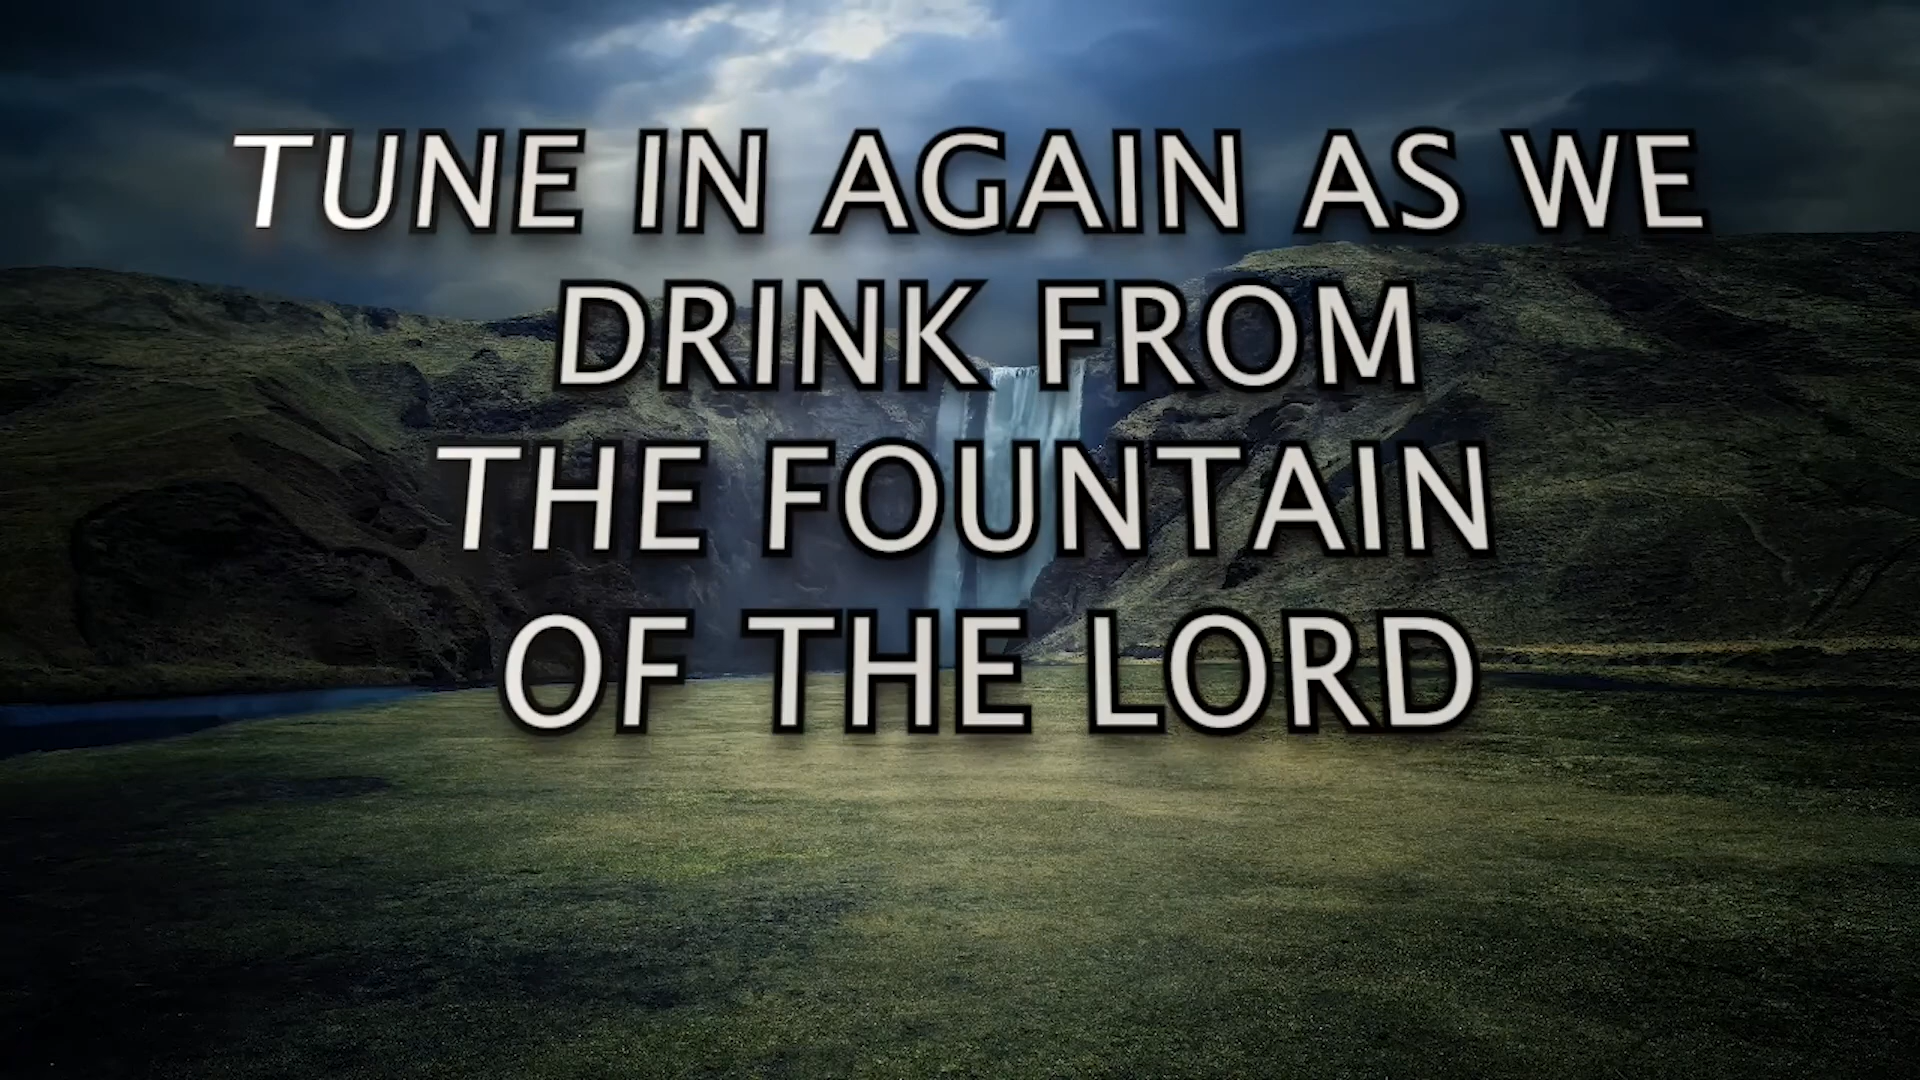 TUNE IN AGAIN AS WE
DRINK FROM
THE FOUNTAIN
OF THE LORD